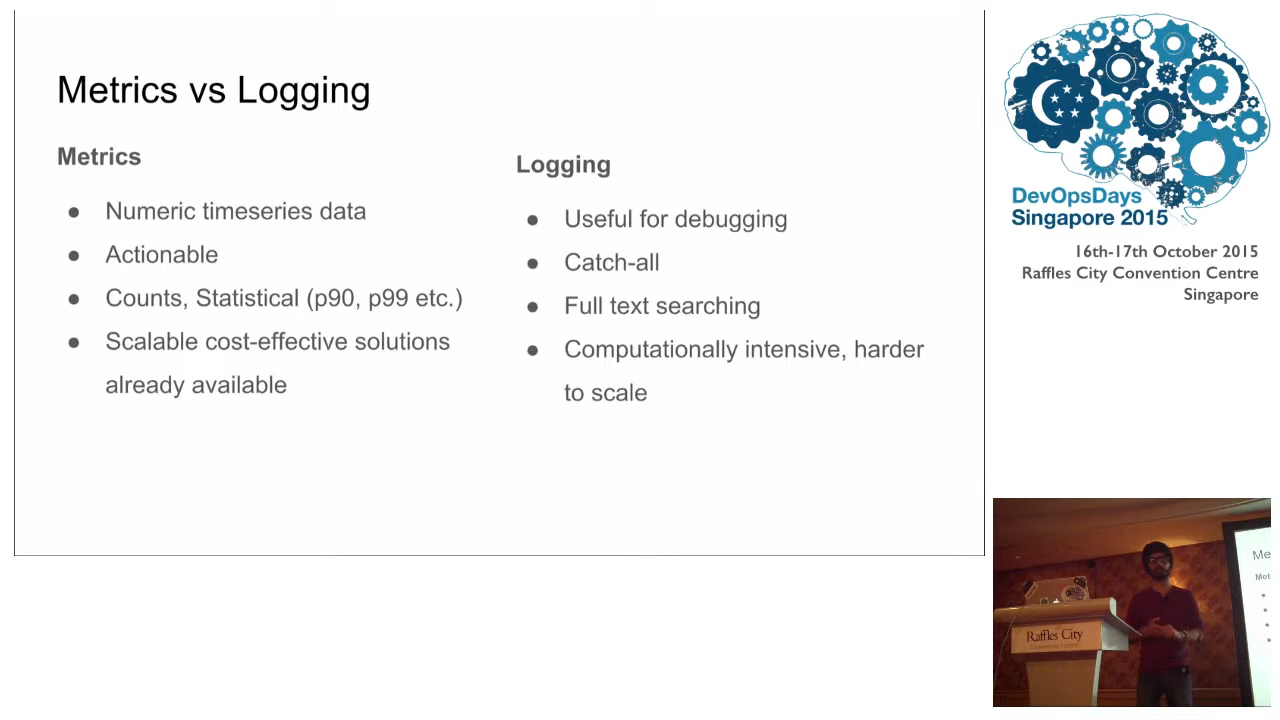 Metrics vs Logging
Metrics
● Numeric timeseries data
● Actionable
● Counts, Statistical (p90, p99 etc.)
● Scalable cost-effective solutions
already available
Logging
● Useful for debugging
● Catch-all
● Full text searching
● Computationally intensive, harder
to scale
DevOpsDays
Singapore 2015
16th-17th October 2015
Raffles City Convention Centre
Singapore
Raffles City
Me
Met